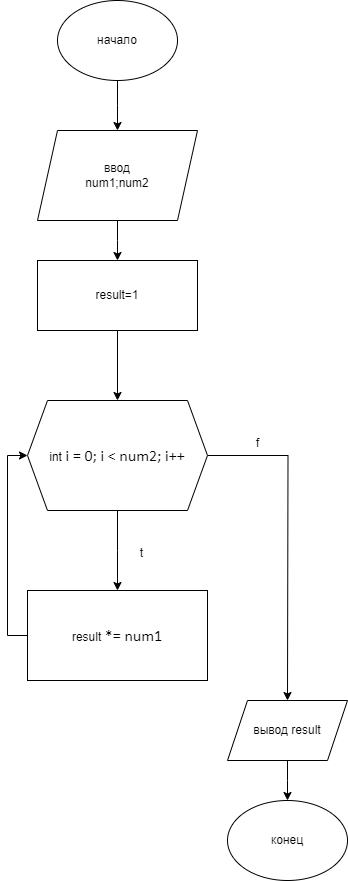 начало
ввод
num1;num2
result=1
int i = 0; i < num2; i++
f
t
result *= num1
вывод result
конец